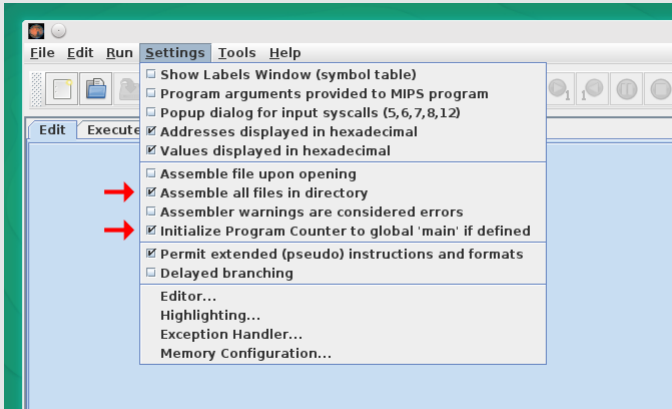 File Edit Run Settings Tools Help
Show Labels Window (symbol table)
Program arguments provided to MIPS program
Popup dialog for input syscalls (5,6,7,8,12)
Addresses displayed in hexadecimal
Values displayed in hexadecimal
Edit Execute
Assemble file upon opening
Assemble all files in directory
Assembler warnings are considered errors
Initialize Program Counter to global 'main' if defined
Permit extended (pseudo) instructions and formats
Delayed branching
Editor...
Highlighting...
Exception Handler...
Memory Configuration...